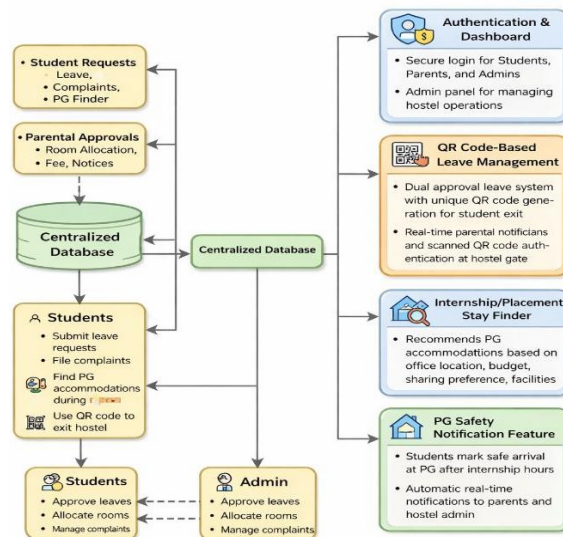 • Student Requests
• Leave,
• Complaints,
• PG Finder
• Parental Approvals
• Room Allocation,
• Fee, Notices
Centralized
Database
Students
• Submit leave
requests
• File complaints
Find PG
accommodations
during
Use QR code to
exit hostel
Students
• Approve leaves
• Allocate rooms
• Manage complaints
Admin
• Approve leaves
• Allocate rooms
• Manage complaints
Centralized Database
Authentication &
Dashboard
• Secure login for Students,
Parents, and Admins
• Admin panel for managing
hostel operations
QR Code-Based
Leave Management
• Dual approval leave system
with unique QR code gene-
ration for student exit
• Real-time parental notificians
and scanned QR code auth-
entication at hostel gate
Internship/Placement
Stay Finder
• Recommends PG
accommodations based on
office location, budget,
sharing preference, facilities
PG Safety
Notification Feature
• Students mark safe arrival
at PG after internship hours
• Automatic real-time
notifications to parents and
hostel admin